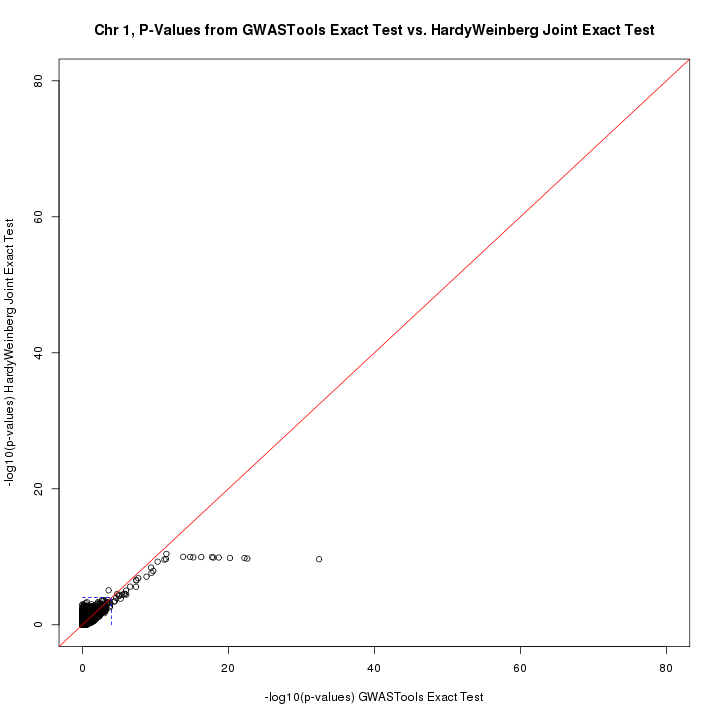 Chr 1, P-Values from GWASTools Exact Test vs. HardyWeinberg Joint Exact Test
-log10(p-values) HardyWeinberg Joint Exact Test
80
60
40
20
0
0 20 40 60 80
-log10(p-values) GWASTools Exact Test